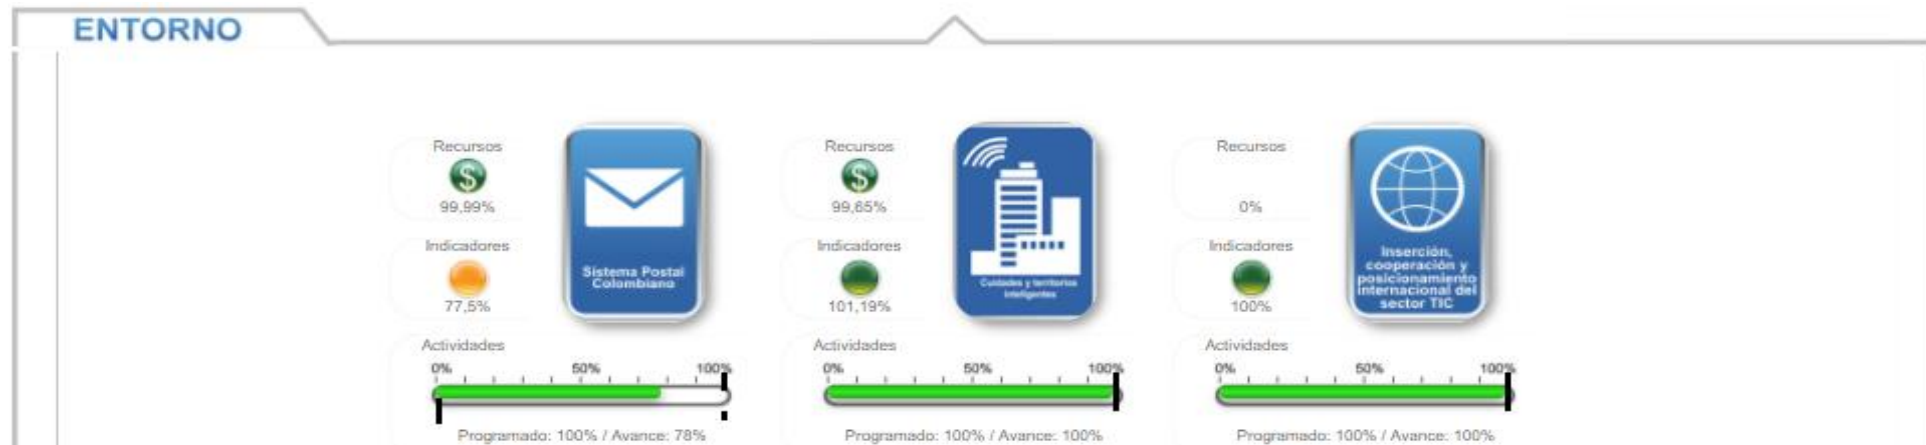 ENTORNO
Recursos
$
99,99%
Indicadores
77,5%
Sistema Postal
Colombiano
Actividades
0% 50% 100%
Programado: 100% / Avance: 78%
Recursos
$
99,65%
Indicadores
101,19%
Cuidades y territorios
Inteligentes
Actividades
0% 50% 100%
Programado: 100% / Avance: 100%
Recursos
0%
Indicadores
100%
Inserción,
cooperación y
posicionamiento
internacional del
sector TIC
Actividades
0% 50% 100%
Programado: 100% / Avance: 100%